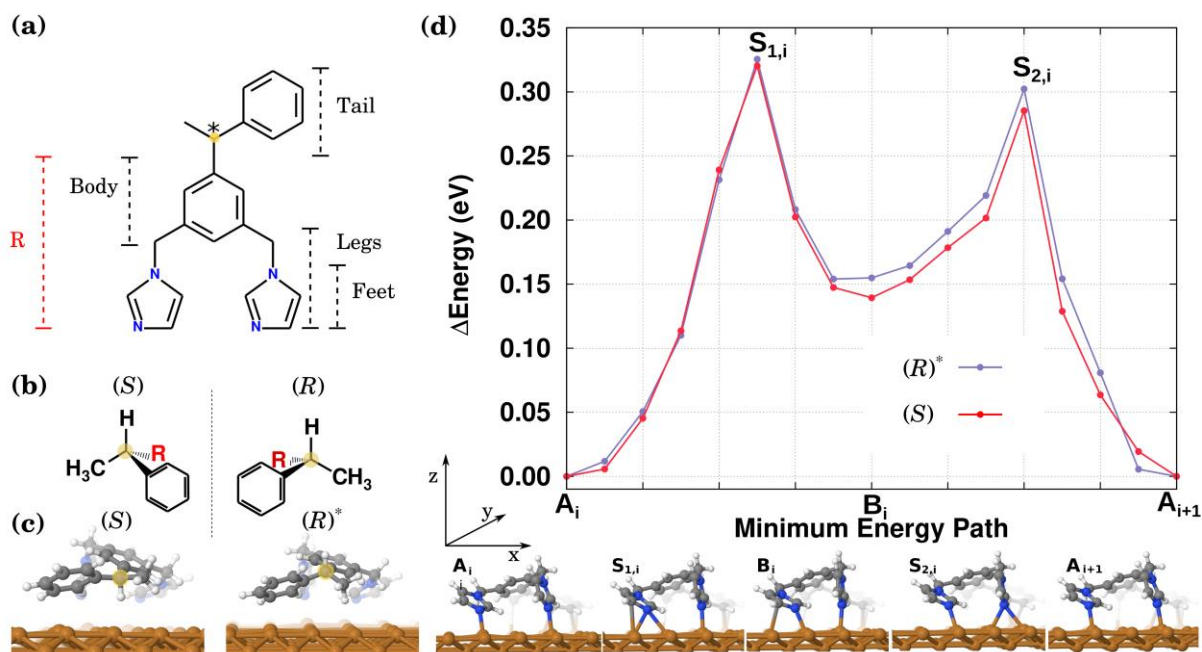 (a)
*
Tail
Body
R
Legs
Feet
N
N
N
N
(b)
(S)
(R)
H
H
R
R
H₃C
CH₃
(c)
(S)
(R)*
(d)
ΔEnergy (eV)
0.35
0.30
0.25
0.20
0.15
0.10
0.05
0.00
S₁,ᵢ
S₂,ᵢ
(R)*
(S)
Aᵢ
Bᵢ
Aᵢ₊₁
Minimum Energy Path
z
y
x
Aᵢ
i
S₁,ᵢ
Bᵢ
S₂,ᵢ
Aᵢ₊₁